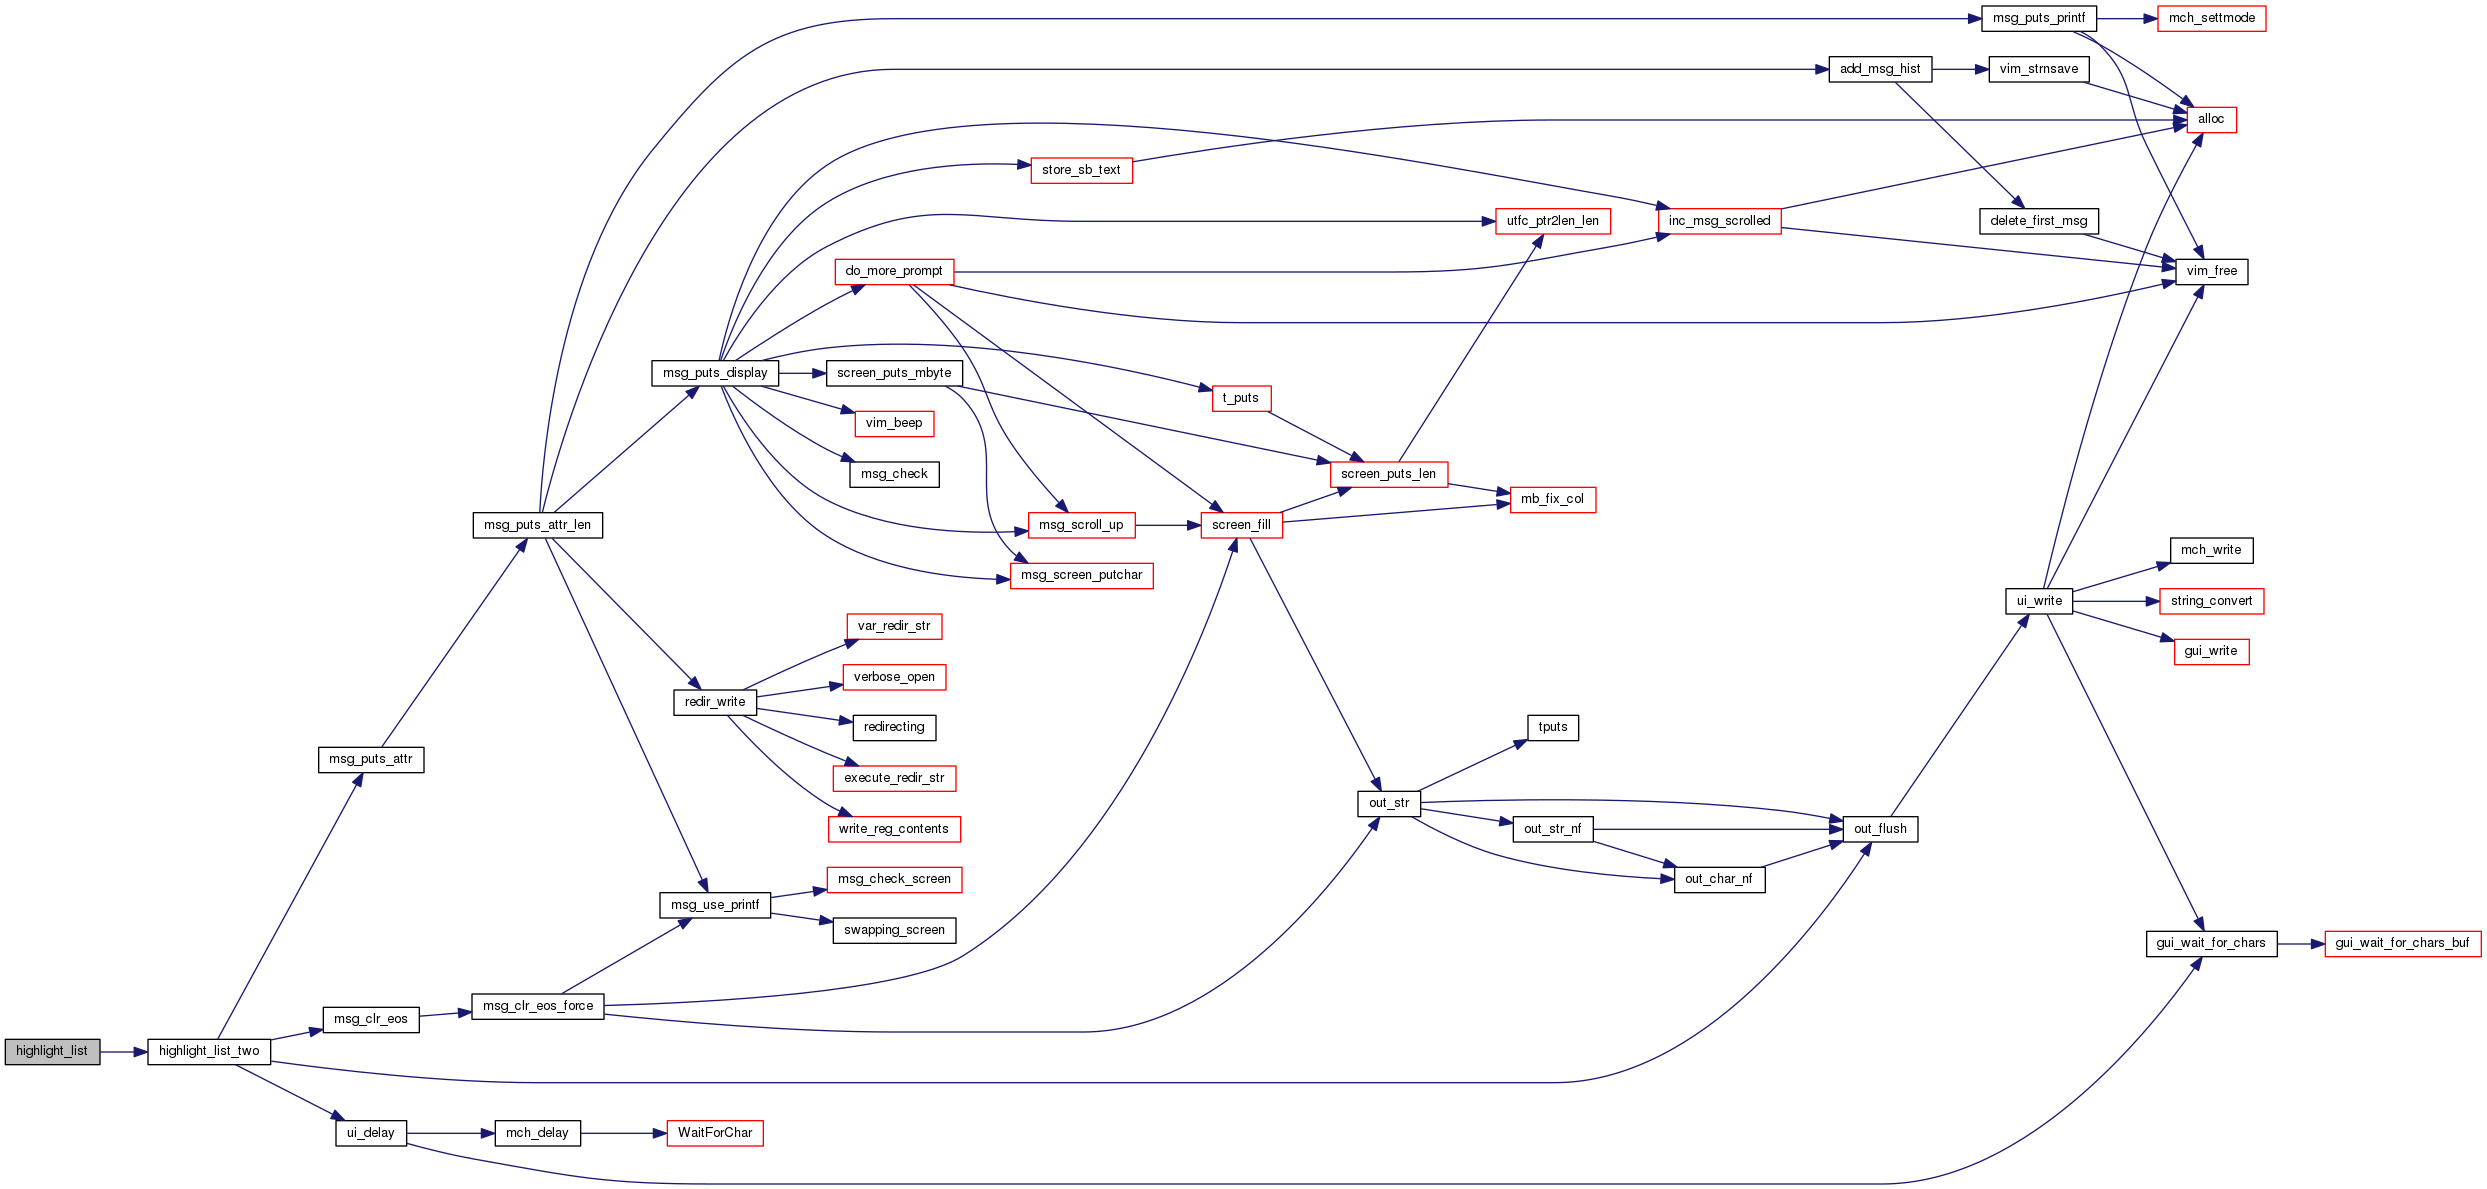 msg_puts_printf
mch_settmode
add_msg_hist
vim_strnsave
alloc
store_sb_text
utfc_ptr2len_len
inc_msg_scrolled
delete_first_msg
do_more_prompt
vim_free
msg_puts_display
screen_puts_mbyte
t_puts
vim_beep
msg_check
screen_puts_len
mb_fix_col
msg_puts_attr_len
msg_scroll_up
screen_fill
mch_write
msg_screen_putchar
ui_write
string_convert
var_redir_str
gui_write
verbose_open
redir_write
redirecting
tputs
msg_puts_attr
execute_redir_str
out_str
write_reg_contents
out_str_nf
out_flush
msg_check_screen
out_char_nf
msg_use_printf
swapping_screen
gui_wait_for_chars
gui_wait_for_chars_buf
msg_clr_eos_force
msg_clr_eos
highlight_list
highlight_list_two
ui_delay
mch_delay
WaitForChar